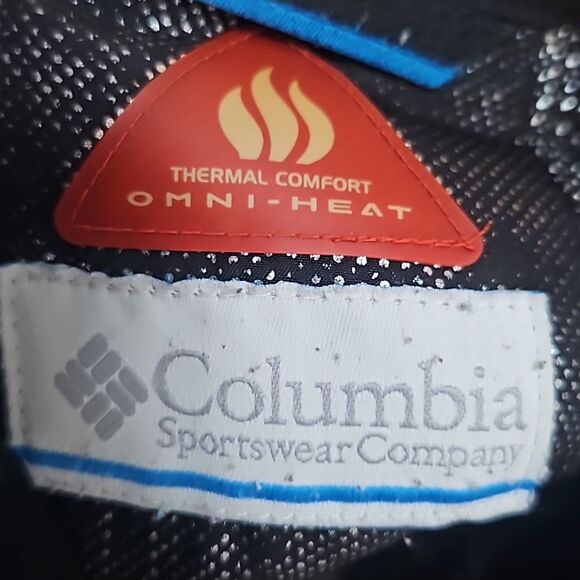 THERMAL COMFORT
OMNI-HEAT
Columbia
Sportswear Company